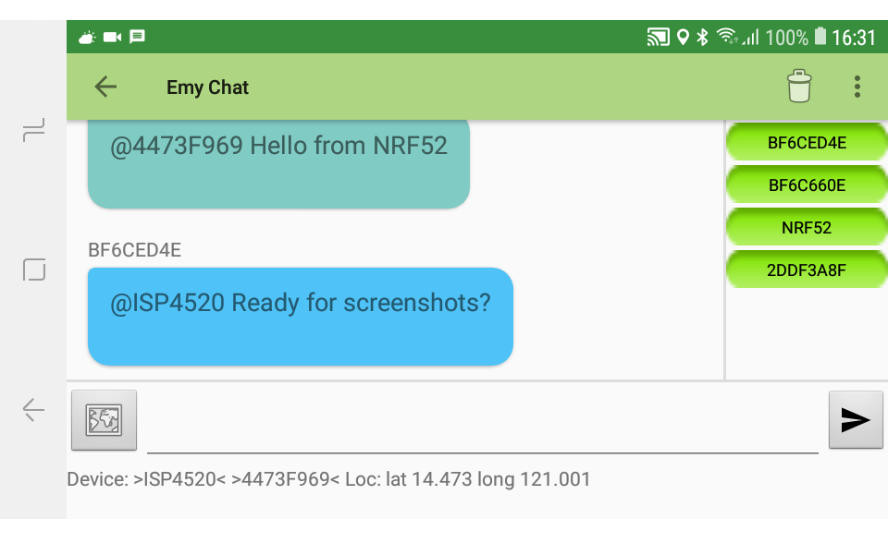 100% 16:31
Emy Chat
@4473F969 Hello from NRF52
BF6CED4E
@ISP4520 Ready for screenshots?
BF6CED4E
BF6C660E
NRF52
2DDF3A8F
Device: >ISP4520< >4473F969< Loc: lat 14.473 long 121.001